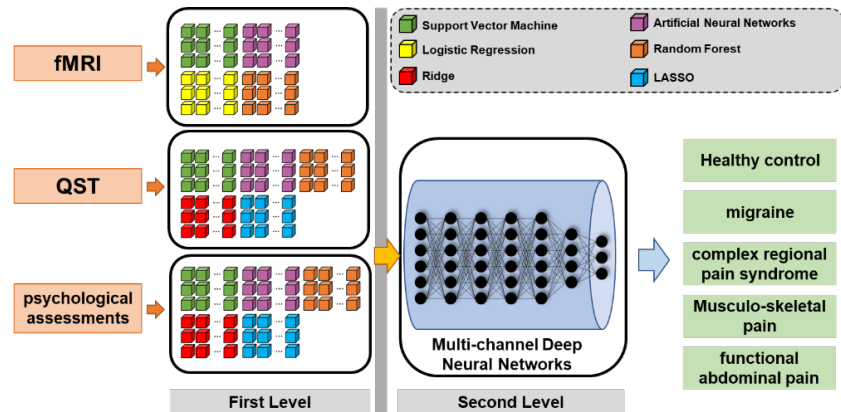 fMRI
QST
psychological
assessments
First Level
Support Vector Machine
Logistic Regression
Ridge
Artificial Neural Networks
Random Forest
LASSO
Multi-channel Deep
Neural Networks
Second Level
Healthy control
migraine
complex regional
pain syndrome
Musculo-skeletal
pain
functional
abdominal pain